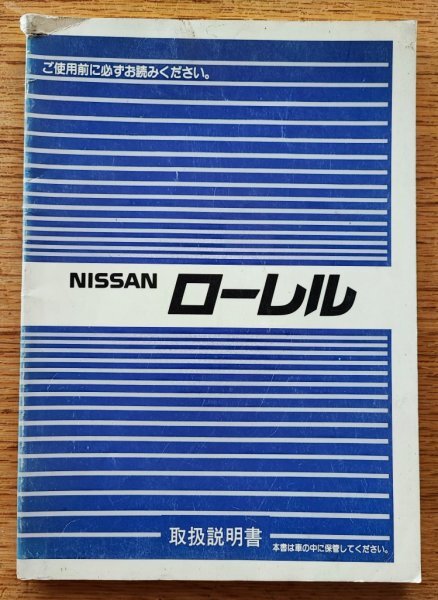 ご使用前に必ずお読みください。
NISSAN ローレル
取扱説明書
本書は車の中に保管してください。